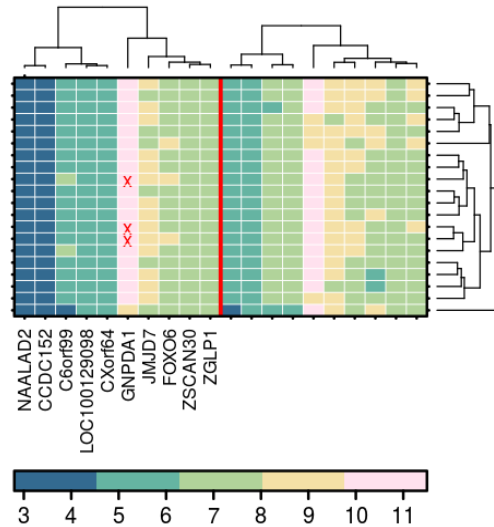 X
X
X
NAALAD2
CCDC152
C6orf99
LOC100129098
CXorf64
GNPDA1
JMJD7
FOXO6
ZSCAN30
ZGLP1
3 4 5 6 7 8 9 10 11